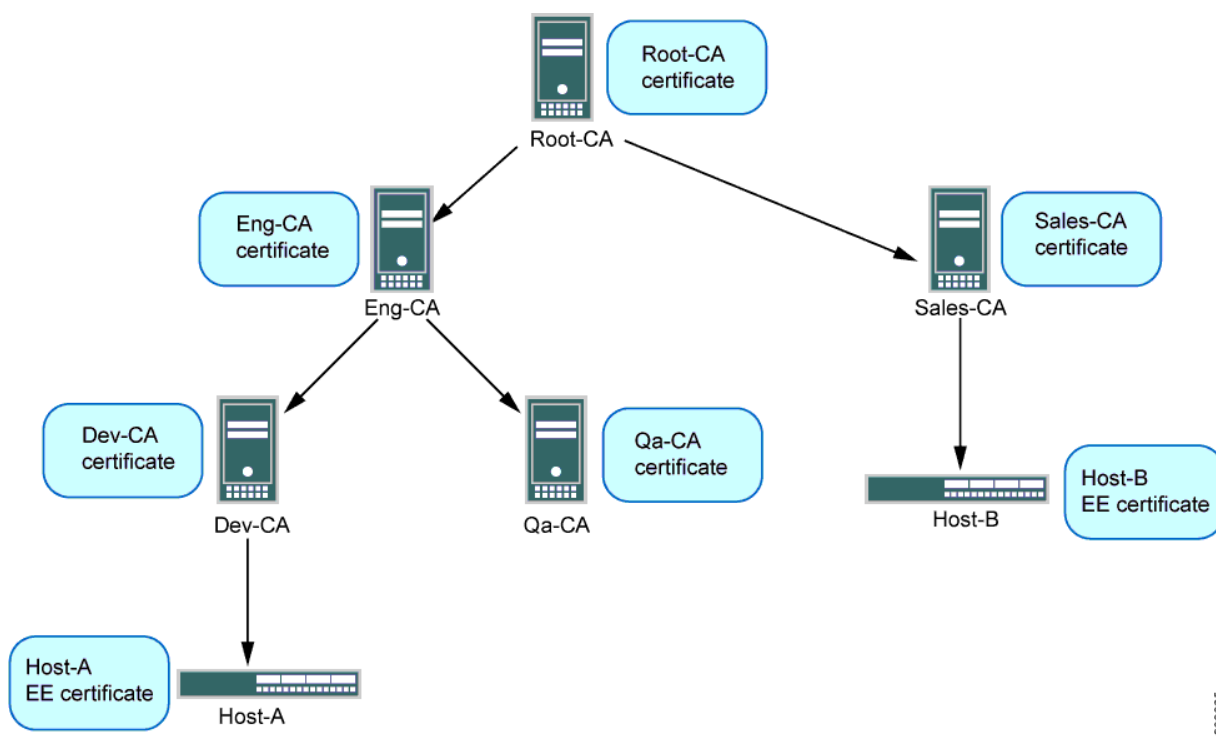 Root-CA
certificate
Root-CA
Eng-CA
certificate
Sales-CA
certificate
Eng-CA
Sales-CA
Dev-CA
certificate
Qa-CA
certificate
Host-B
EE certificate
Dev-CA
Qa-CA
Host-B
Host-A
EE certificate
Host-A